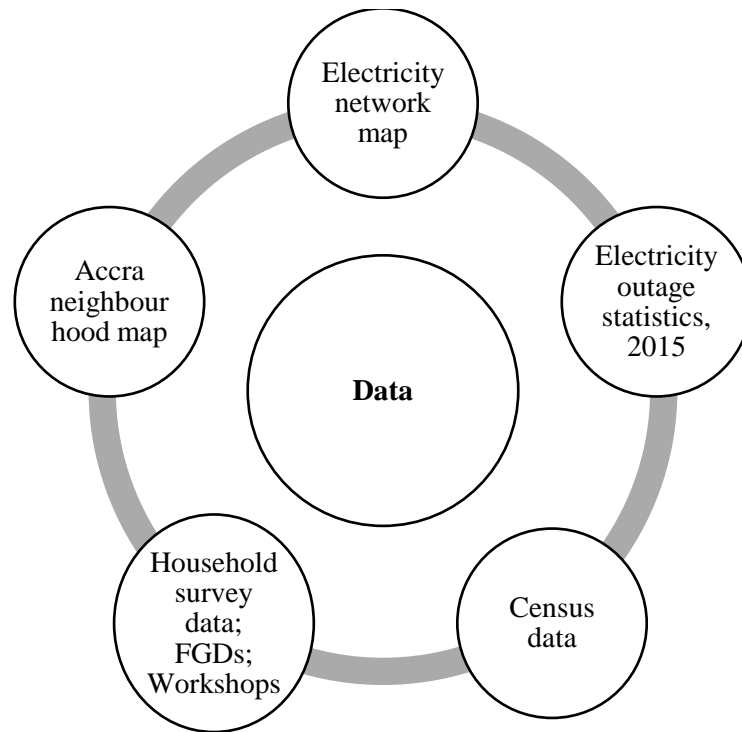 Electricity
network
map
Accra
neighbour
hood map
Electricity
outage
statistics,
2015
Data
Household
survey
data;
FGDs;
Workshops
Census
data